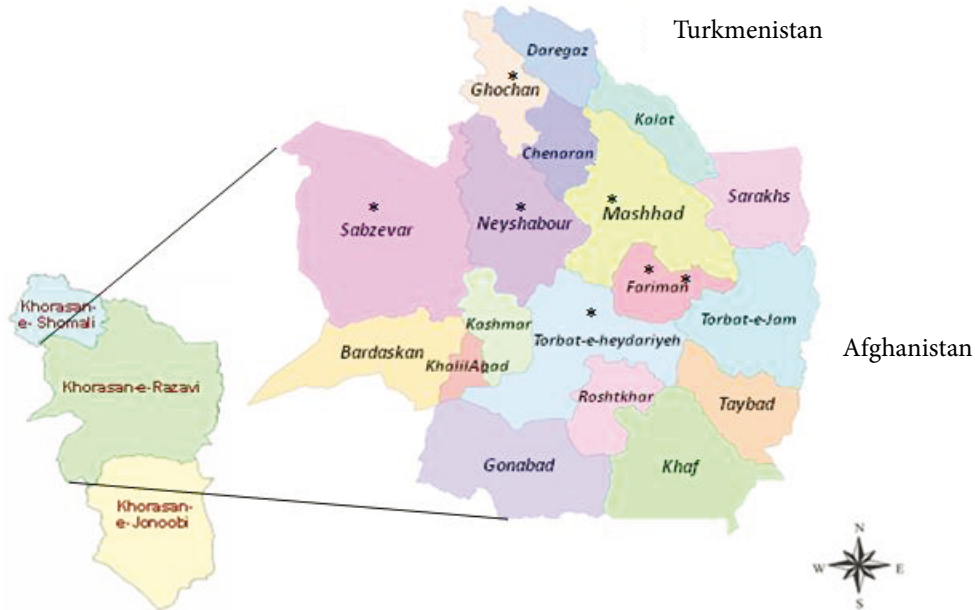 Turkmenistan
Daregaz
*
Ghochan
Kalat
Chenaran
Sarakhs
*
*
*
Mashhad
Sabzevar
Neyshabour
*
*
Fariman
Khorasan-
e-Shomali
*
Kashmar
Torbat-e-Jam
Torbat-e-heydariyeh
Afghanistan
Bardaskan
KhalilAbad
Khorasan-e-Razavi
Roshtkhar
Taybad
Gonabad
Khaf
Khorasan-
e-Jonoobi
N
W
E
S